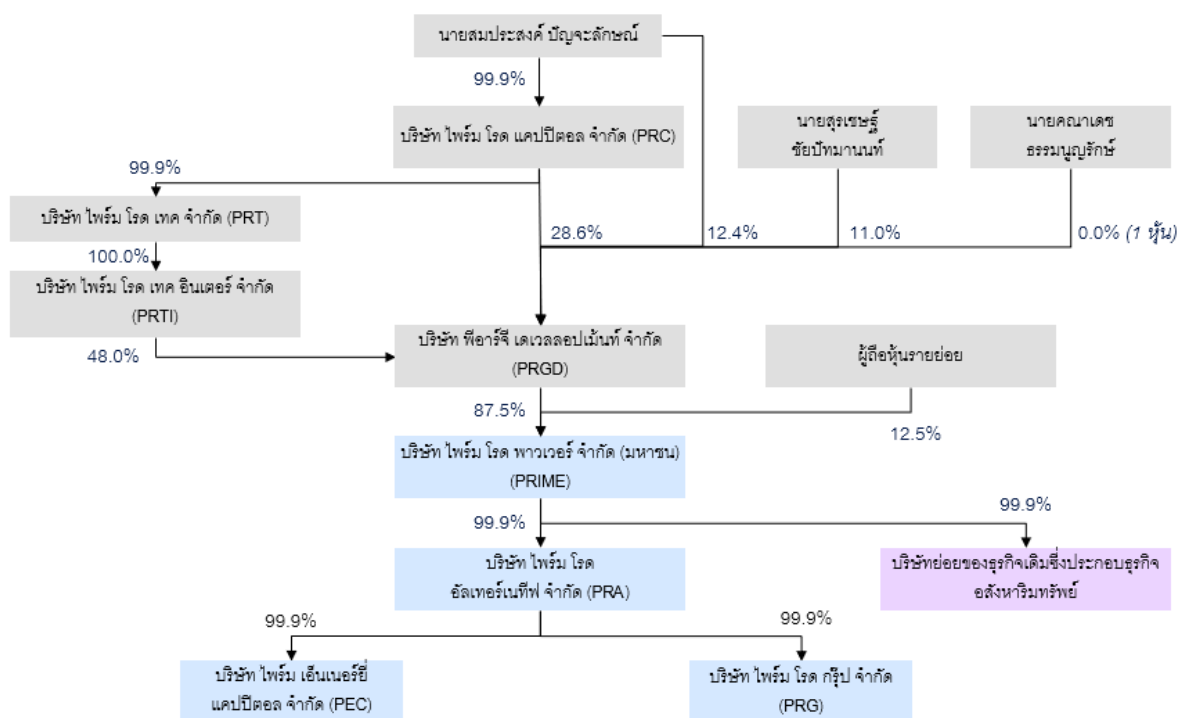 นายสมประสงค์ ปัญจะลักษณ์
99.9%
บริษัท ไพร์ม โรด แคปปิตอล จำกัด (PRC)
นายสุรเชษฐ์
ชัยปัทมานนท์
นายคณาเดช
ธรรมนูญรักษ์
99.9%
บริษัท ไพร์ม โรด เทค จำกัด (PRT)
28.6%
12.4%
11.0%
0.0% (1 หุ้น)
100.0%
บริษัท ไพร์ม โรด เทค อินเตอร์ จำกัด
(PRTI)
48.0%
บริษัท พีอาร์จี เดเวลลอปเม้นท์ จำกัด
(PRGD)
ผู้ถือหุ้นรายย่อย
87.5%
12.5%
บริษัท ไพร์ม โรด พาวเวอร์ จำกัด (มหาชน)
(PRIME)
99.9%
99.9%
บริษัท ไพร์ม โรด
อัลเทอร์เนทีฟ จำกัด (PRA)
บริษัทย่อยของธุรกิจเดิมซึ่งประกอบธุรกิจ
อสังหาริมทรัพย์
99.9%
99.9%
บริษัท ไพร์ม เอ็นเนอร์ยี่
แคปปิตอล จำกัด (PEC)
บริษัท ไพร์ม โรด กรุ๊ป จำกัด
(PRG)